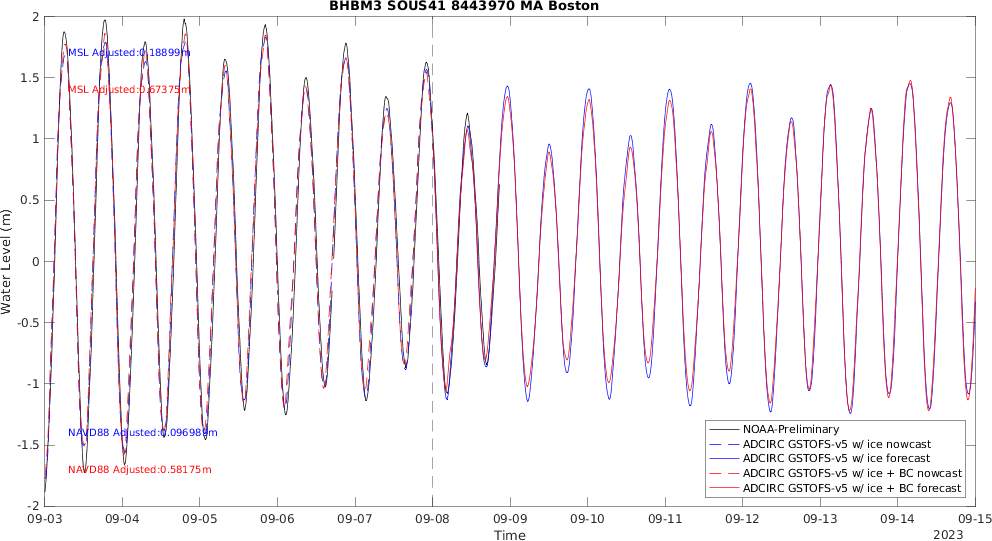 BHBM3 SOUS41 8443970 MA Boston
2
1.5
1
0.5
0
-0.5
-1
-1.5
-2
Water Level (m)
MSL Adjusted:0.18899m
MSL Adjusted:0.67375m
NAVD88 Adjusted:0.096989m
NAVD88 Adjusted:0.58175m
NOAA-Preliminary
ADCIRC GSTOFS-v5 w/ ice nowcast
ADCIRC GSTOFS-v5 w/ ice forecast
ADCIRC GSTOFS-v5 w/ ice + BC nowcast
ADCIRC GSTOFS-v5 w/ ice + BC forecast
09-03 09-04 09-05 09-06 09-07 09-08 09-09 09-10 09-11 09-12 09-13 09-14 09-15
Time
2023